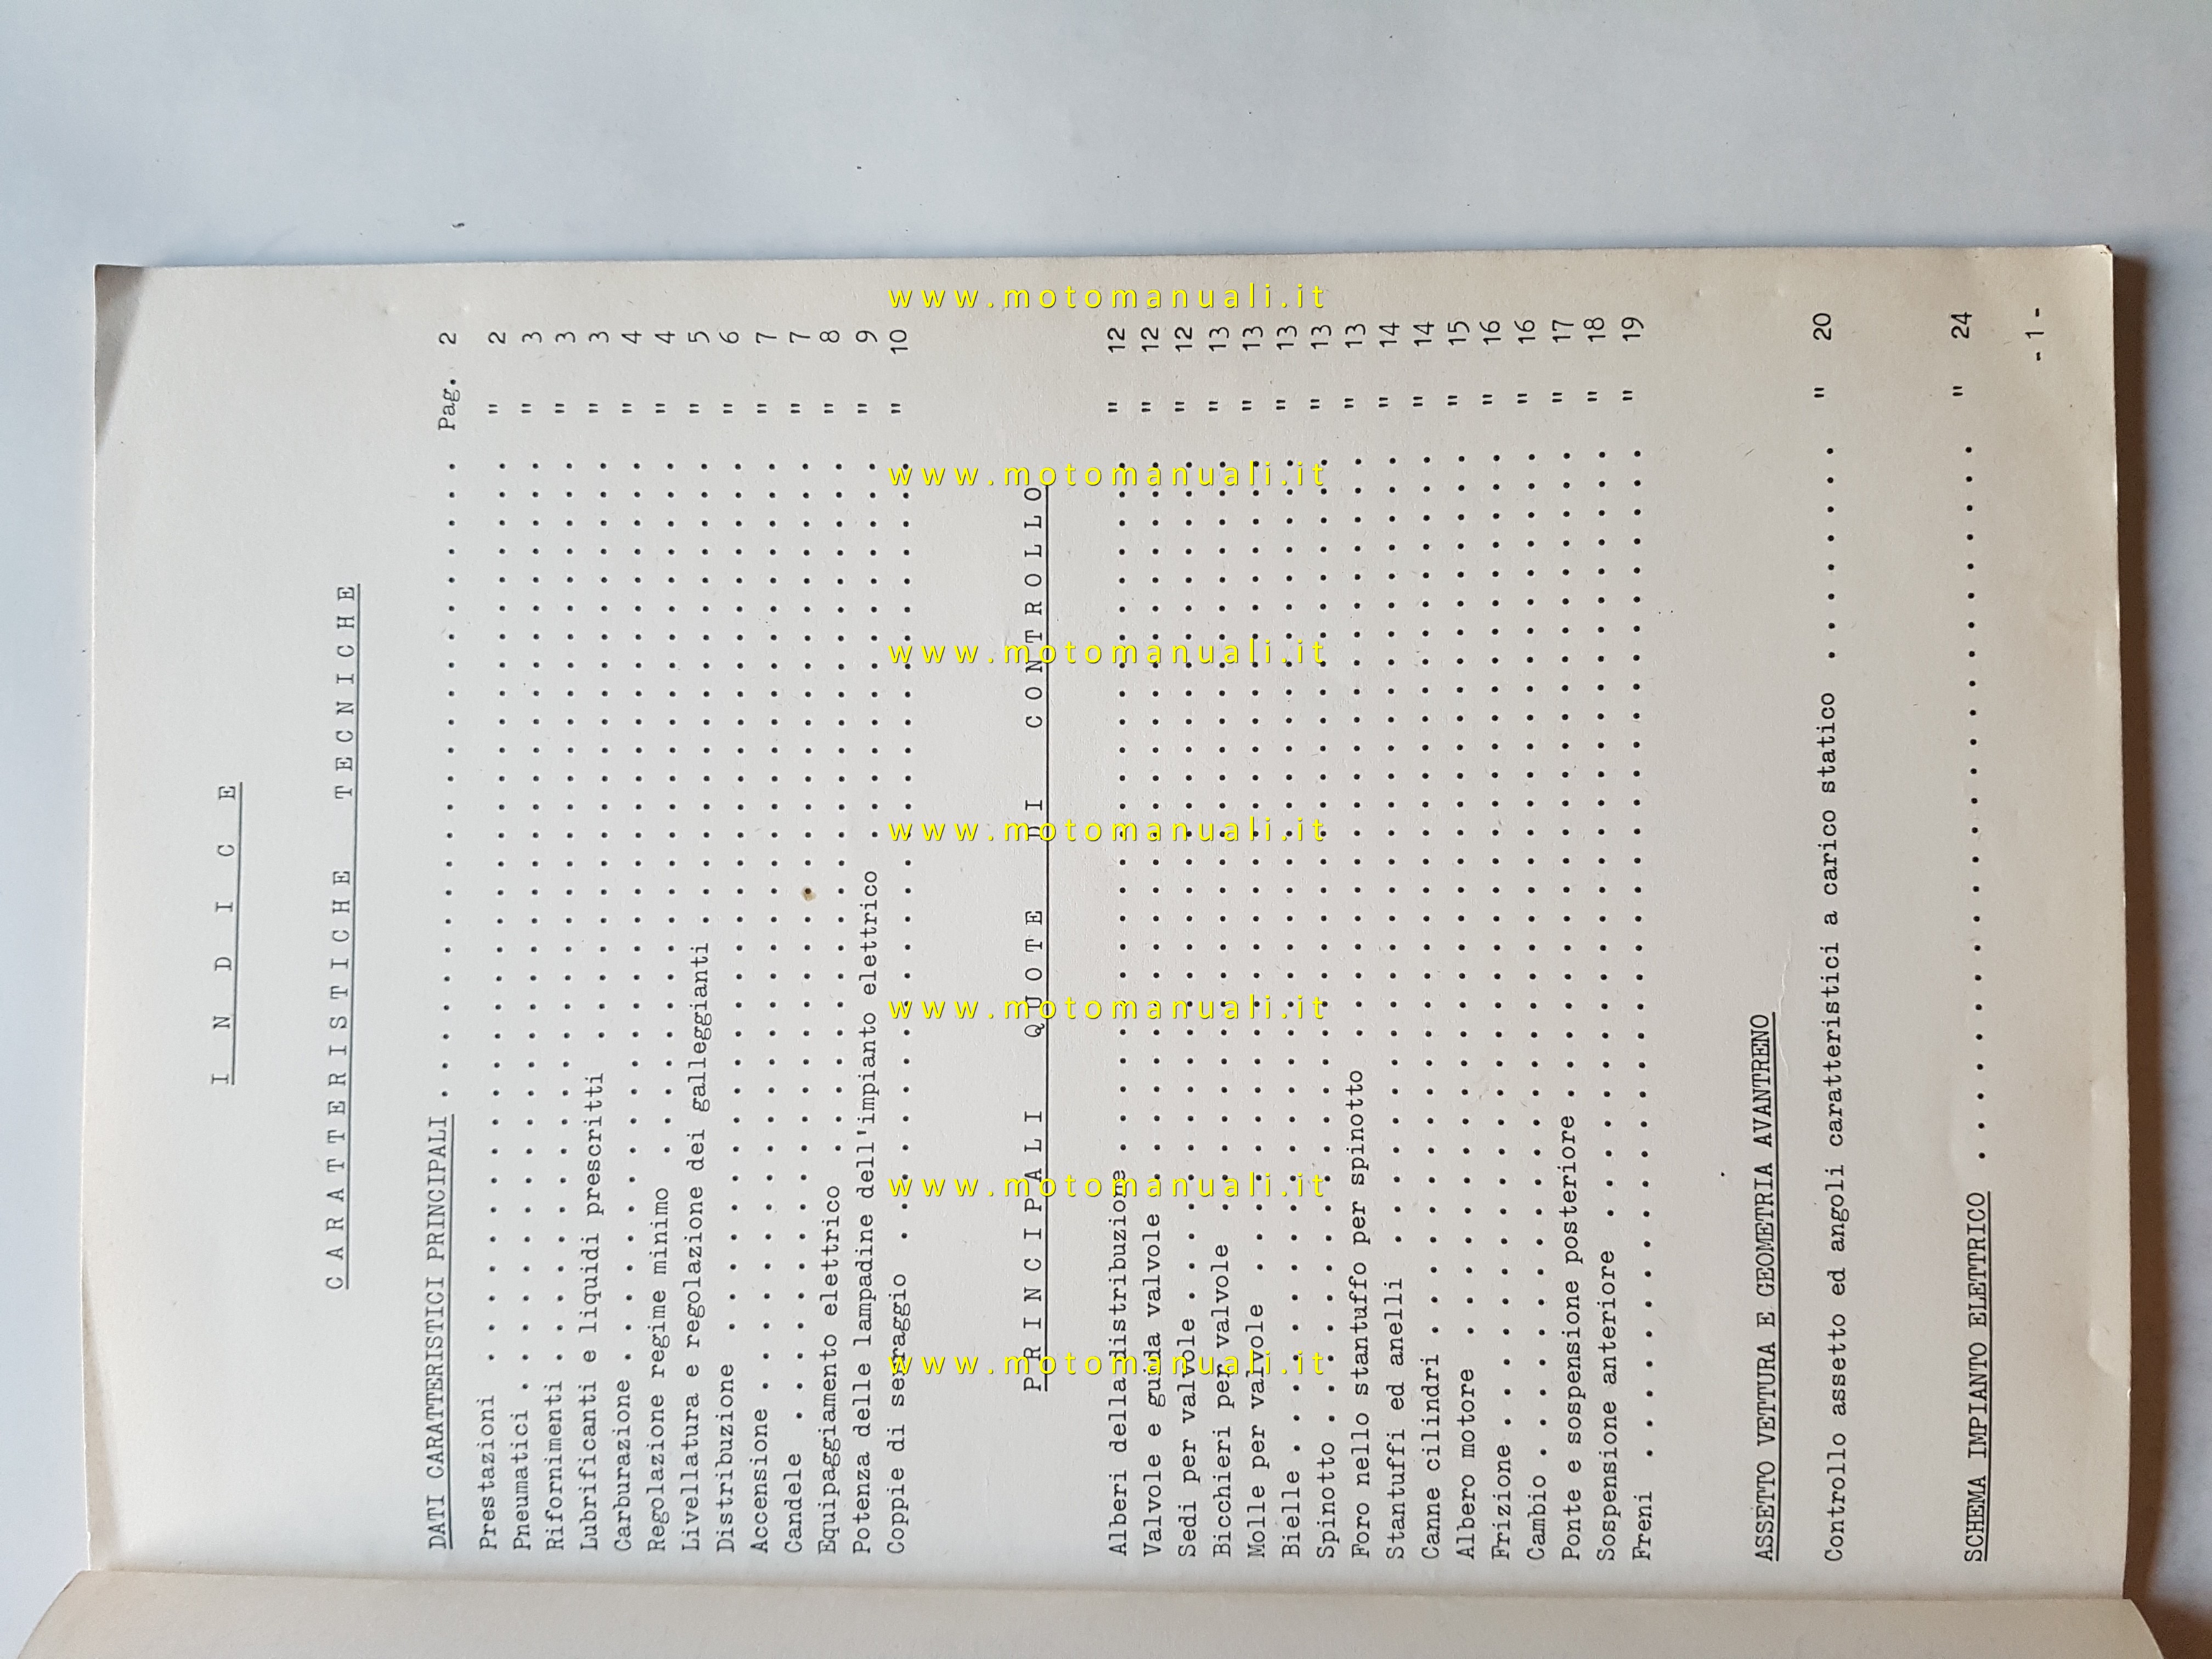 I N D I C E
C A R A T T E R I S T I C H E   T E C N I C H E
DATI CARATTERISTICI PRINCIPALI . . . . . . . . . . . . . . . . . . . . . . . Pag. 2
Prestazioni . . . . . . . . . . . . . . . . . . . . . . . . . . . . . . . . " 2
Pneumatici . . . . . . . . . . . . . . . . . . . . . . . . . . . . . . . . . " 3
Rifornimenti . . . . . . . . . . . . . . . . . . . . . . . . . . . . . . . . " 3
Lubrificanti e liquidi prescritti . . . . . . . . . . . . . . . . . . . . . " 3
Carburazione . . . . . . . . . . . . . . . . . . . . . . . . . . . . . . . . " 4
Regolazione regime minimo . . . . . . . . . . . . . . . . . . . . . . . . . " 4
Livellatura e regolazione dei galleggianti . . . . . . . . . . . . . . . . . " 5
Distribuzione . . . . . . . . . . . . . . . . . . . . . . . . . . . . . . . " 6
Accensione . . . . . . . . . . . . . . . . . . . . . . . . . . . . . . . . . " 7
Candele . . . . . . . . . . . . . . . . . . . . . . . . . . . . . . . . . . " 7
Equipaggiamento elettrico . . . . . . . . . . . . . . . . . . . . . . . . . " 8
Potenza delle lampadine dell'impianto elettrico . . . . . . . . . . . . . . " 9
Coppie di serraggio . . . . . . . . . . . . . . . . . . . . . . . . . . . . " 10
P R I N C I P A L I   Q U O T E   D I   C O N T R O L L O
Alberi della distribuzione . . . . . . . . . . . . . . . . . . . . . . . . . " 12
Valvole e guida valvole . . . . . . . . . . . . . . . . . . . . . . . . . . " 12
Sedi per valvole . . . . . . . . . . . . . . . . . . . . . . . . . . . . . . " 12
Bicchieri per valvole . . . . . . . . . . . . . . . . . . . . . . . . . . . " 13
Molle per valvole . . . . . . . . . . . . . . . . . . . . . . . . . . . . . " 13
Bielle . . . . . . . . . . . . . . . . . . . . . . . . . . . . . . . . . . . " 13
Spinotto . . . . . . . . . . . . . . . . . . . . . . . . . . . . . . . . . . " 13
Foro nello stantuffo per spinotto . . . . . . . . . . . . . . . . . . . . . " 13
Stantuffi ed anelli . . . . . . . . . . . . . . . . . . . . . . . . . . . . " 14
Canne cilindri . . . . . . . . . . . . . . . . . . . . . . . . . . . . . . . " 14
Albero motore . . . . . . . . . . . . . . . . . . . . . . . . . . . . . . . " 15
Frizione . . . . . . . . . . . . . . . . . . . . . . . . . . . . . . . . . . " 16
Cambio . . . . . . . . . . . . . . . . . . . . . . . . . . . . . . . . . . . " 16
Ponte e sospensione posteriore . . . . . . . . . . . . . . . . . . . . . . . " 17
Sospensione anteriore . . . . . . . . . . . . . . . . . . . . . . . . . . . " 18
Freni . . . . . . . . . . . . . . . . . . . . . . . . . . . . . . . . . . . " 19
ASSETTO VETTURA E GEOMETRIA AVANTRENO
Controllo assetto ed angoli caratteristici a carico statico . . . . . . . . " 20
SCHEMA IMPIANTO ELETTRICO . . . . . . . . . . . . . . . . . . . . . . . . . " 24
- 1 -
www.motomanuali.it
www.motomanuali.it
www.motomanuali.it
www.motomanuali.it
www.motomanuali.it
www.motomanuali.it
www.motomanuali.it